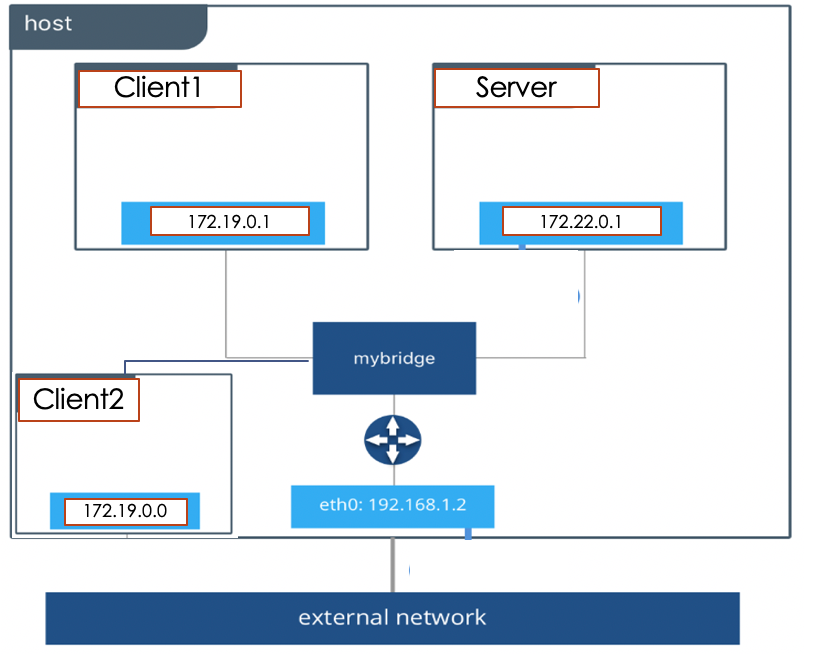 host
Client1
Server
172.19.0.1
172.22.0.1
mybridge
Client2
172.19.0.0
eth0: 192.168.1.2
external network